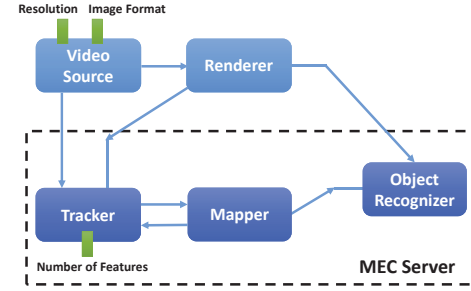 Resolution Image Format
Video
Source
Renderer
Object
Recognizer
Tracker
Mapper
Number of Features
MEC Server